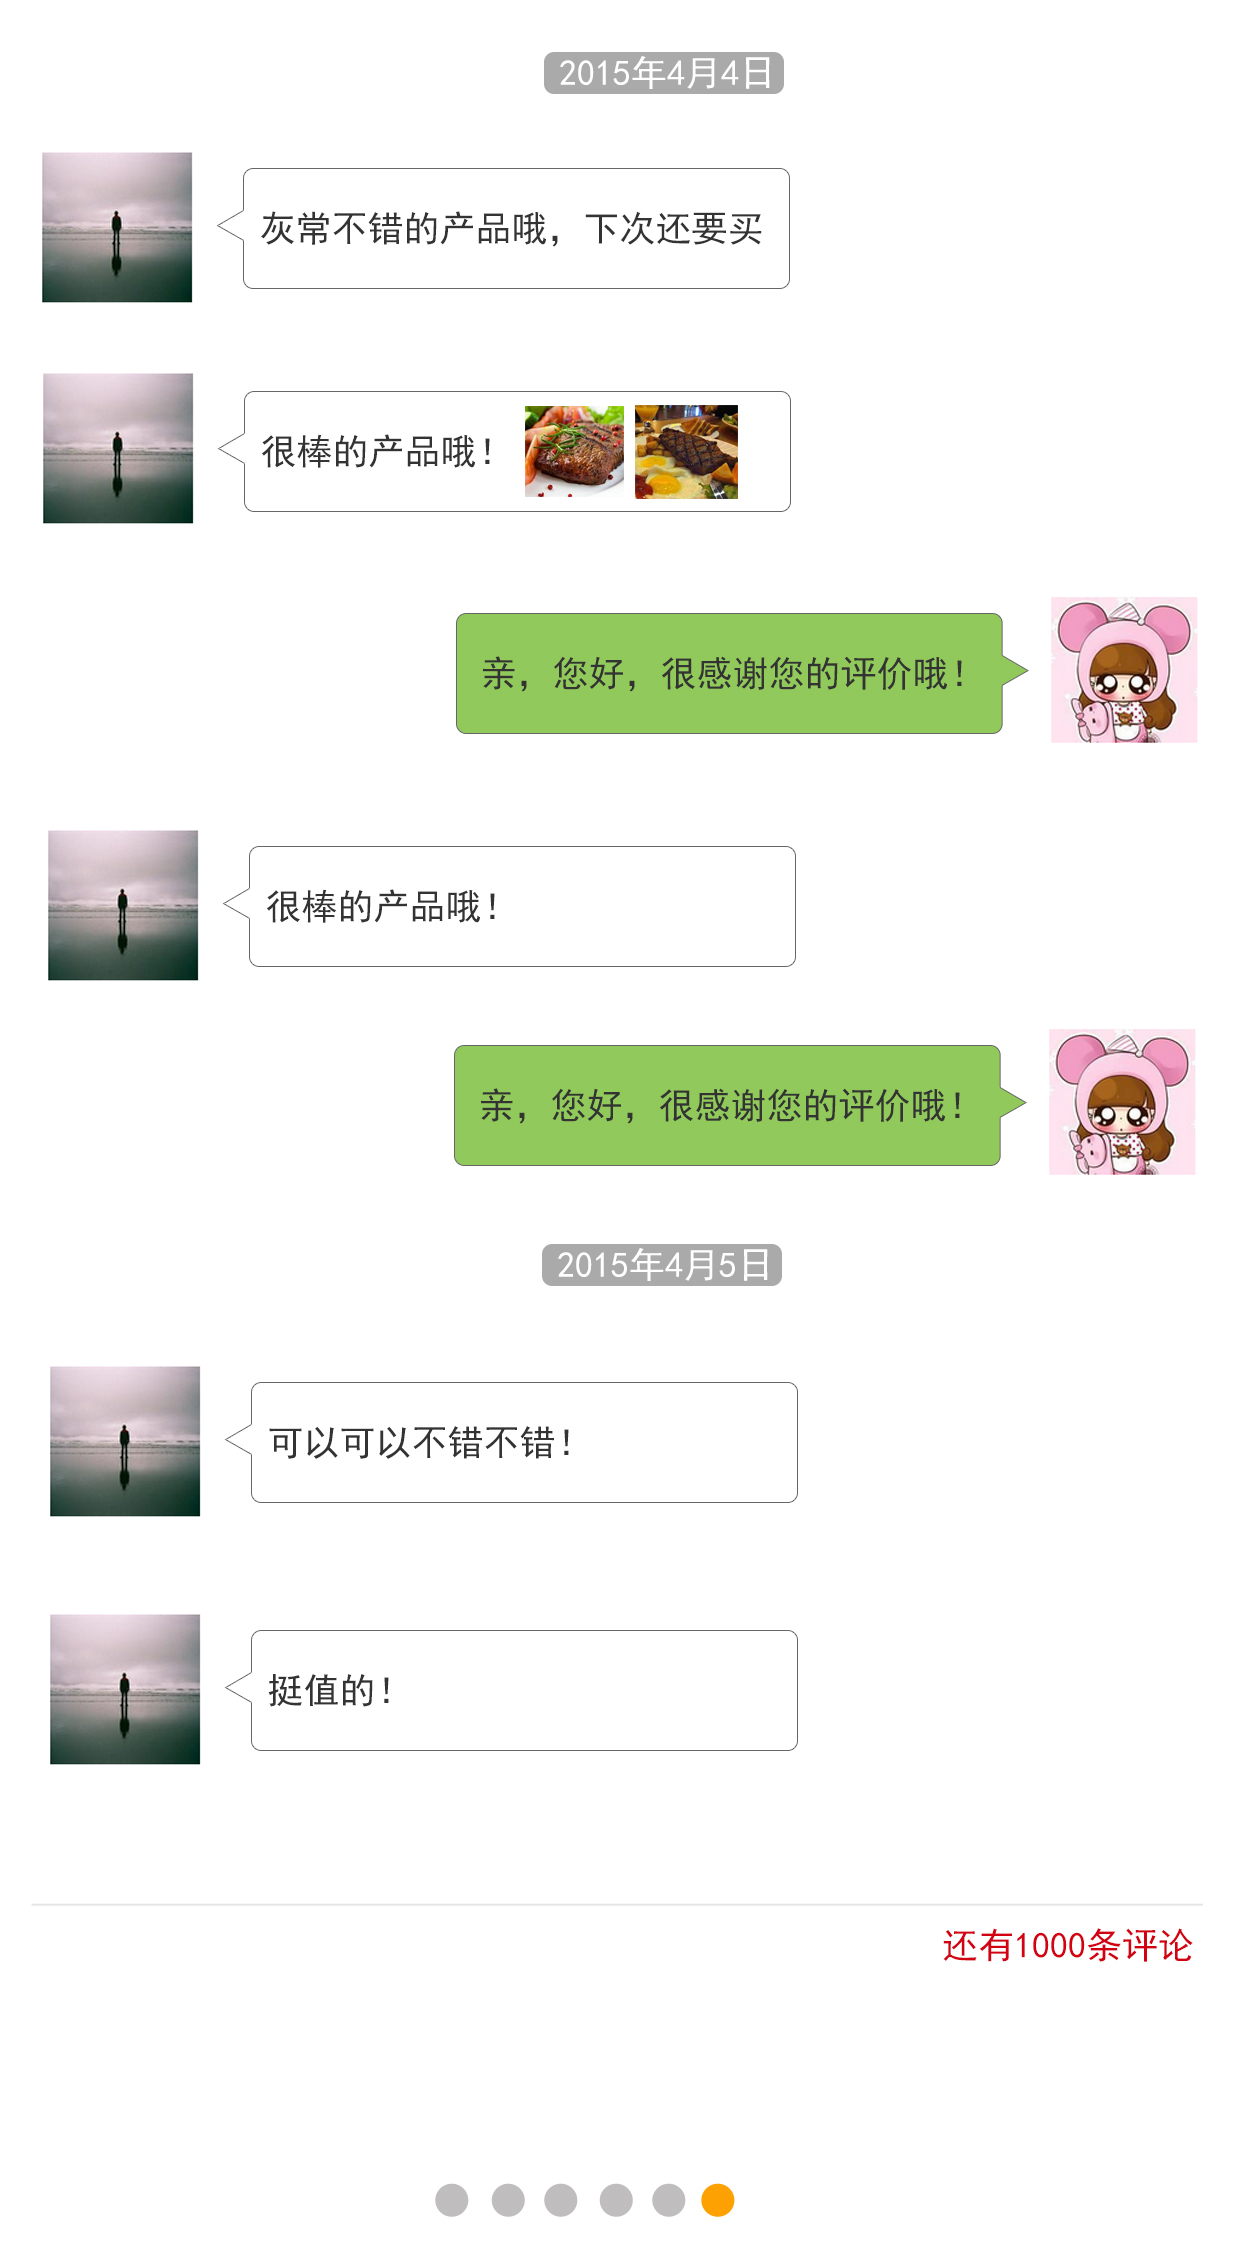 2015年4月4日
灰常不错的产品哦，下次还要买
很棒的产品哦！
亲，您好，很感谢您的评价哦！
很棒的产品哦！
亲，您好，很感谢您的评价哦！
2015年4月5日
可以可以不错不错！
挺值的！
还有1000条评论